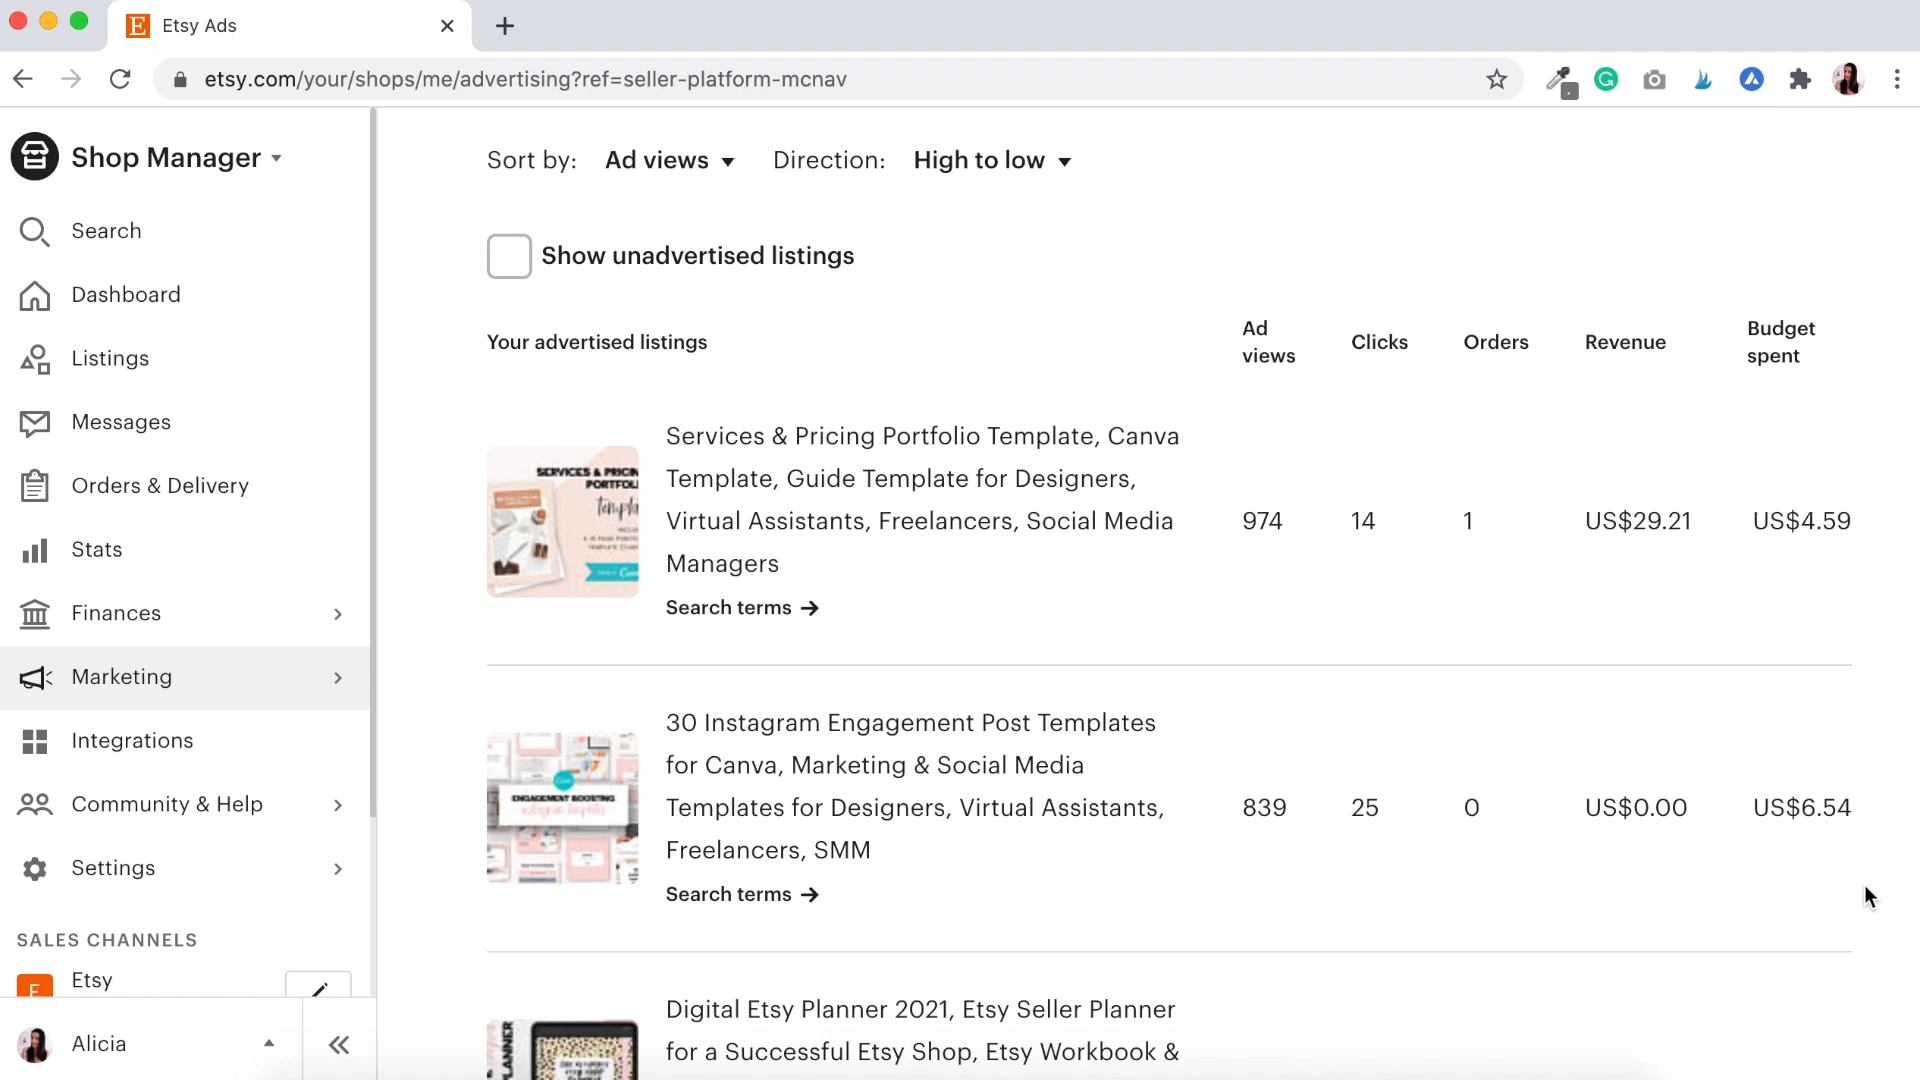 Etsy Ads
etsy.com/your/shops/me/advertising?ref=seller-platform-mcnav
Shop Manager
Search
Dashboard
Listings
Messages
Orders & Delivery
Stats
Finances
Marketing
Integrations
Community & Help
Settings
SALES CHANNELS
E
Etsy
Alicia
Sort by: Ad views Direction: High to low
Show unadvertised listings
Your advertised listings
Ad views
Clicks
Orders
Revenue
Budget spent
SERVICES & PRICIN
PORTFOL
Services & Pricing Portfolio Template, Canva
Template, Guide Template for Designers,
Virtual Assistants, Freelancers, Social Media
Managers
974 14 1 US$29.21 US$4.59
Search terms
ENGAGEMENT BOOSTING
30 Instagram Engagement Post Templates
for Canva, Marketing & Social Media
Templates for Designers, Virtual Assistants,
Freelancers, SMM
839 25 0 US$0.00 US$6.54
Search terms
PLANNER
Digital Etsy Planner 2021, Etsy Seller Planner
for a Successful Etsy Shop, Etsy Workbook &